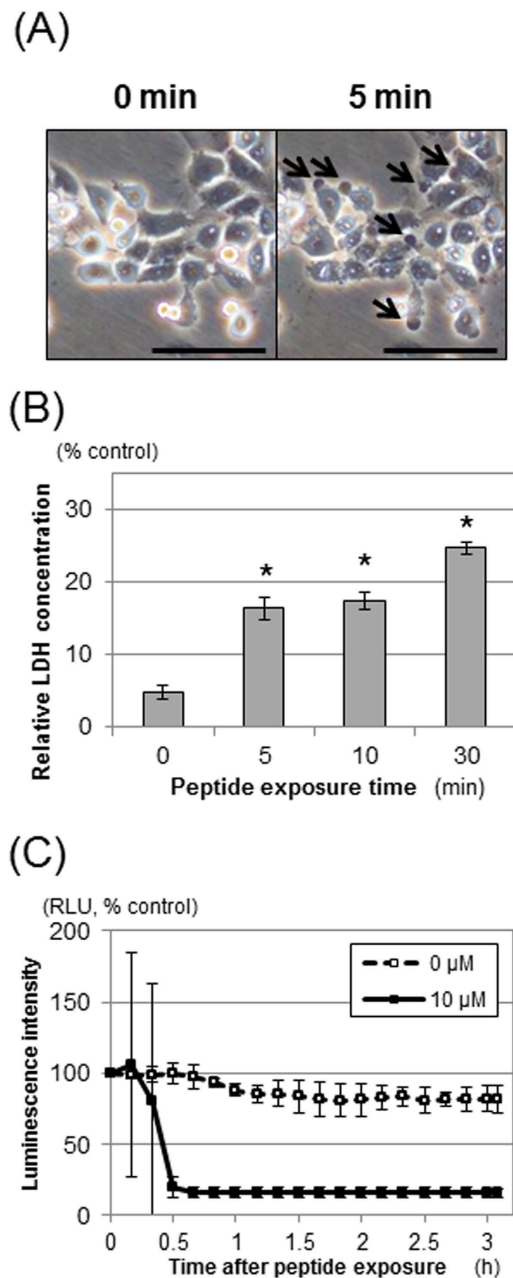 (A)
0 min
5 min
(B)
(% control)
Relative LDH concentration
30
20
10
0
*
*
*
0
5
10
30
Peptide exposure time (min)
(C)
(RLU, % control)
Luminescence intensity
200
150
100
50
0
0 µM
10 µM
0
0.5
1
1.5
2
2.5
3
Time after peptide exposure (h)